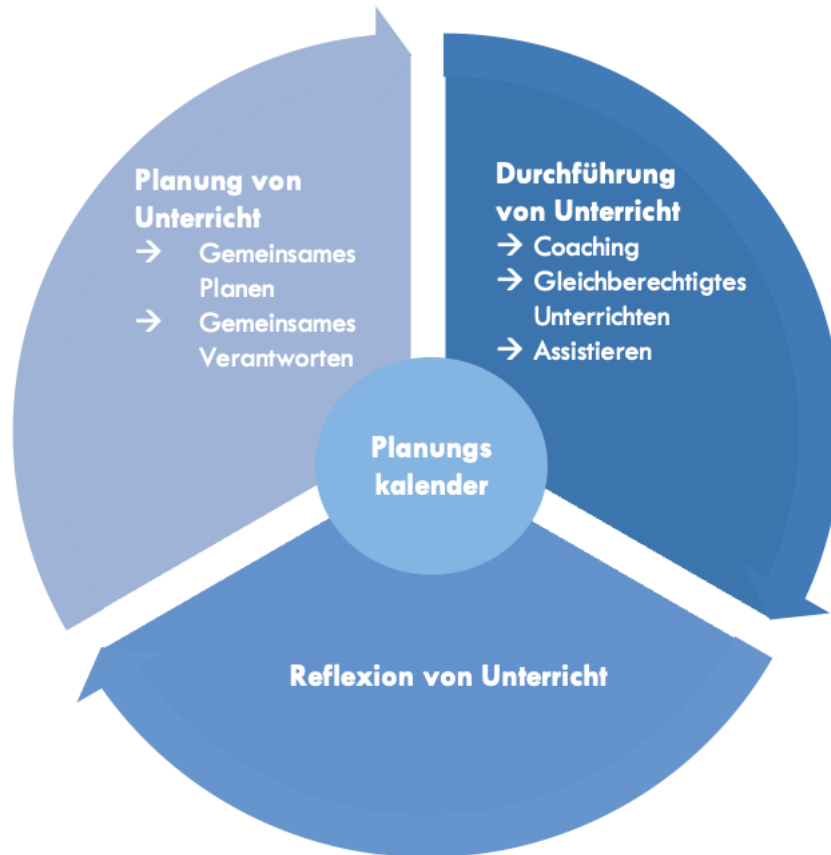 Planung von
Unterricht
→ Gemeinsames
Planen
→ Gemeinsames
Verantworten
Durchführung
von Unterricht
→ Coaching
→ Gleichberechtigtes
Unterrichten
→ Assistieren
Planungs
kalender
Reflexion von Unterricht